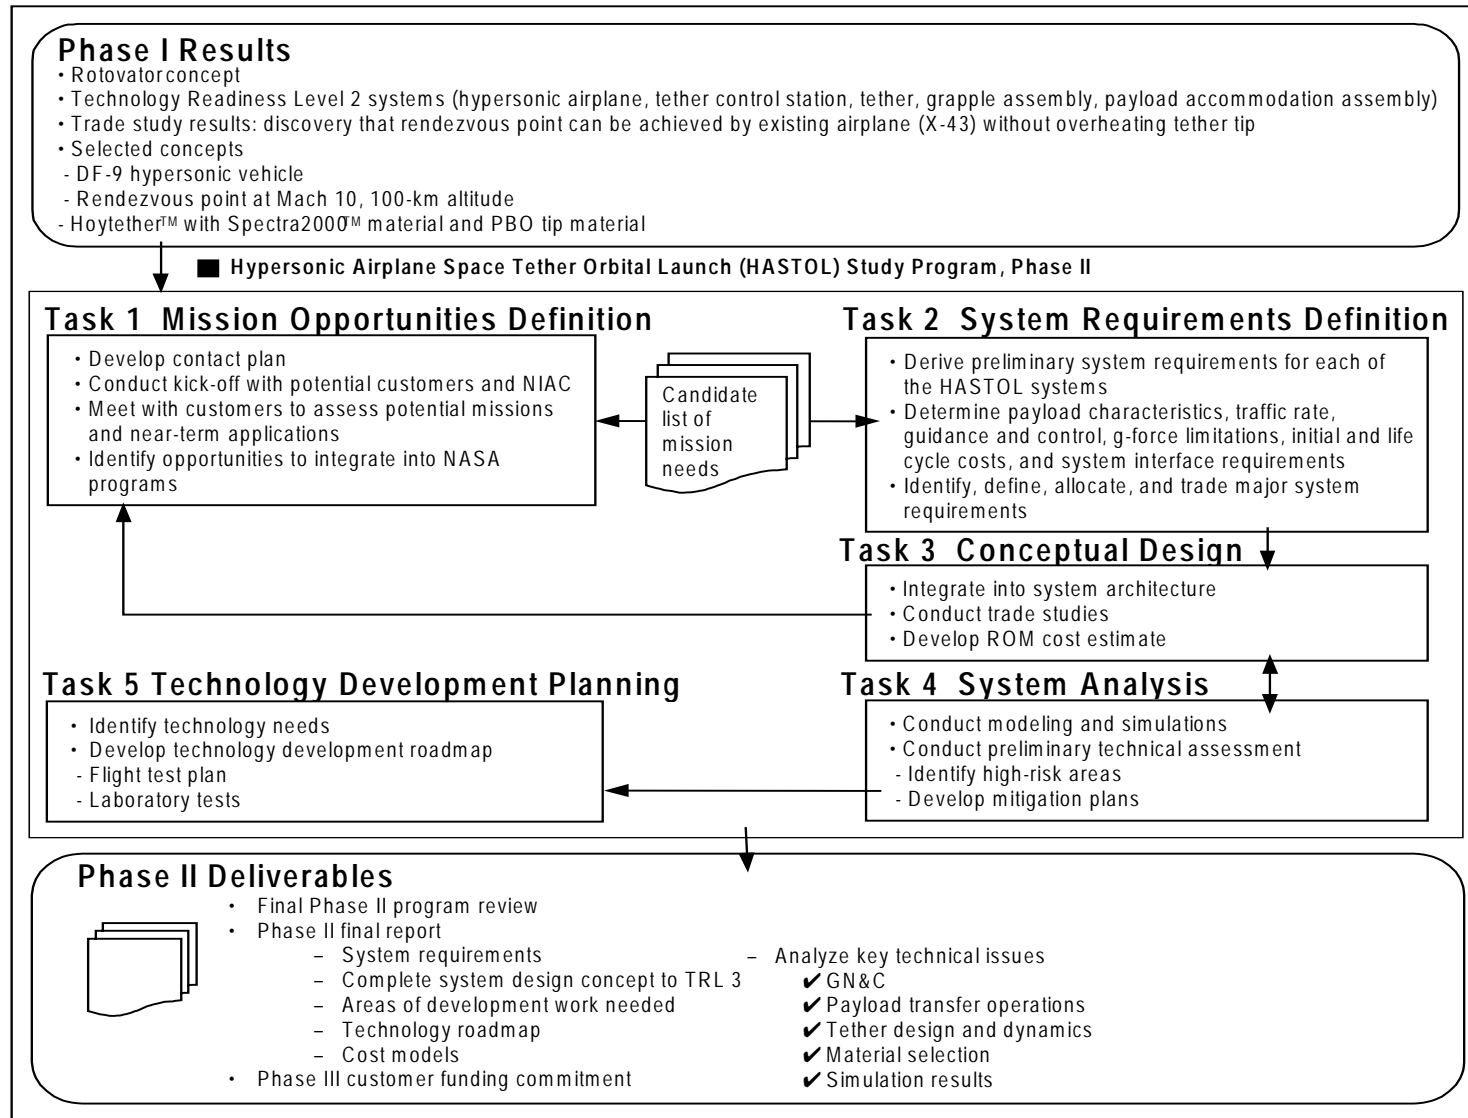 Phase I Results
• Rotovator concept
• Technology Readiness Level 2 systems (hypersonic airplane, tether control station, tether, grapple assembly, payload accommodation assembly)
• Trade study results: discovery that rendezvous point can be achieved by existing airplane (X-43) without overheating tether tip
• Selected concepts
- DF-9 hypersonic vehicle
- Rendezvous point at Mach 10, 100-km altitude
- Hoytether™ with Spectra2000™ material and PBO tip material
■ Hypersonic Airplane Space Tether Orbital Launch (HASTOL) Study Program, Phase II
Task 1 Mission Opportunities Definition
• Develop contact plan
• Conduct kick-off with potential customers and NIAC
• Meet with customers to assess potential missions
and near-term applications
• Identify opportunities to integrate into NASA
programs
Candidate
list of
mission
needs
Task 2 System Requirements Definition
• Derive preliminary system requirements for each of
the HASTOL systems
• Determine payload characteristics, traffic rate,
guidance and control, g-force limitations, initial and life
cycle costs, and system interface requirements
• Identify, define, allocate, and trade major system
requirements
Task 3 Conceptual Design
• Integrate into system architecture
• Conduct trade studies
• Develop ROM cost estimate
Task 5 Technology Development Planning
• Identify technology needs
• Develop technology development roadmap
- Flight test plan
- Laboratory tests
Task 4 System Analysis
• Conduct modeling and simulations
• Conduct preliminary technical assessment
- Identify high-risk areas
- Develop mitigation plans
Phase II Deliverables
• Final Phase II program review
• Phase II final report
– System requirements
– Complete system design concept to TRL 3
– Areas of development work needed
– Technology roadmap
– Cost models
• Phase III customer funding commitment
– Analyze key technical issues
✔ GN&C
✔ Payload transfer operations
✔ Tether design and dynamics
✔ Material selection
✔ Simulation results